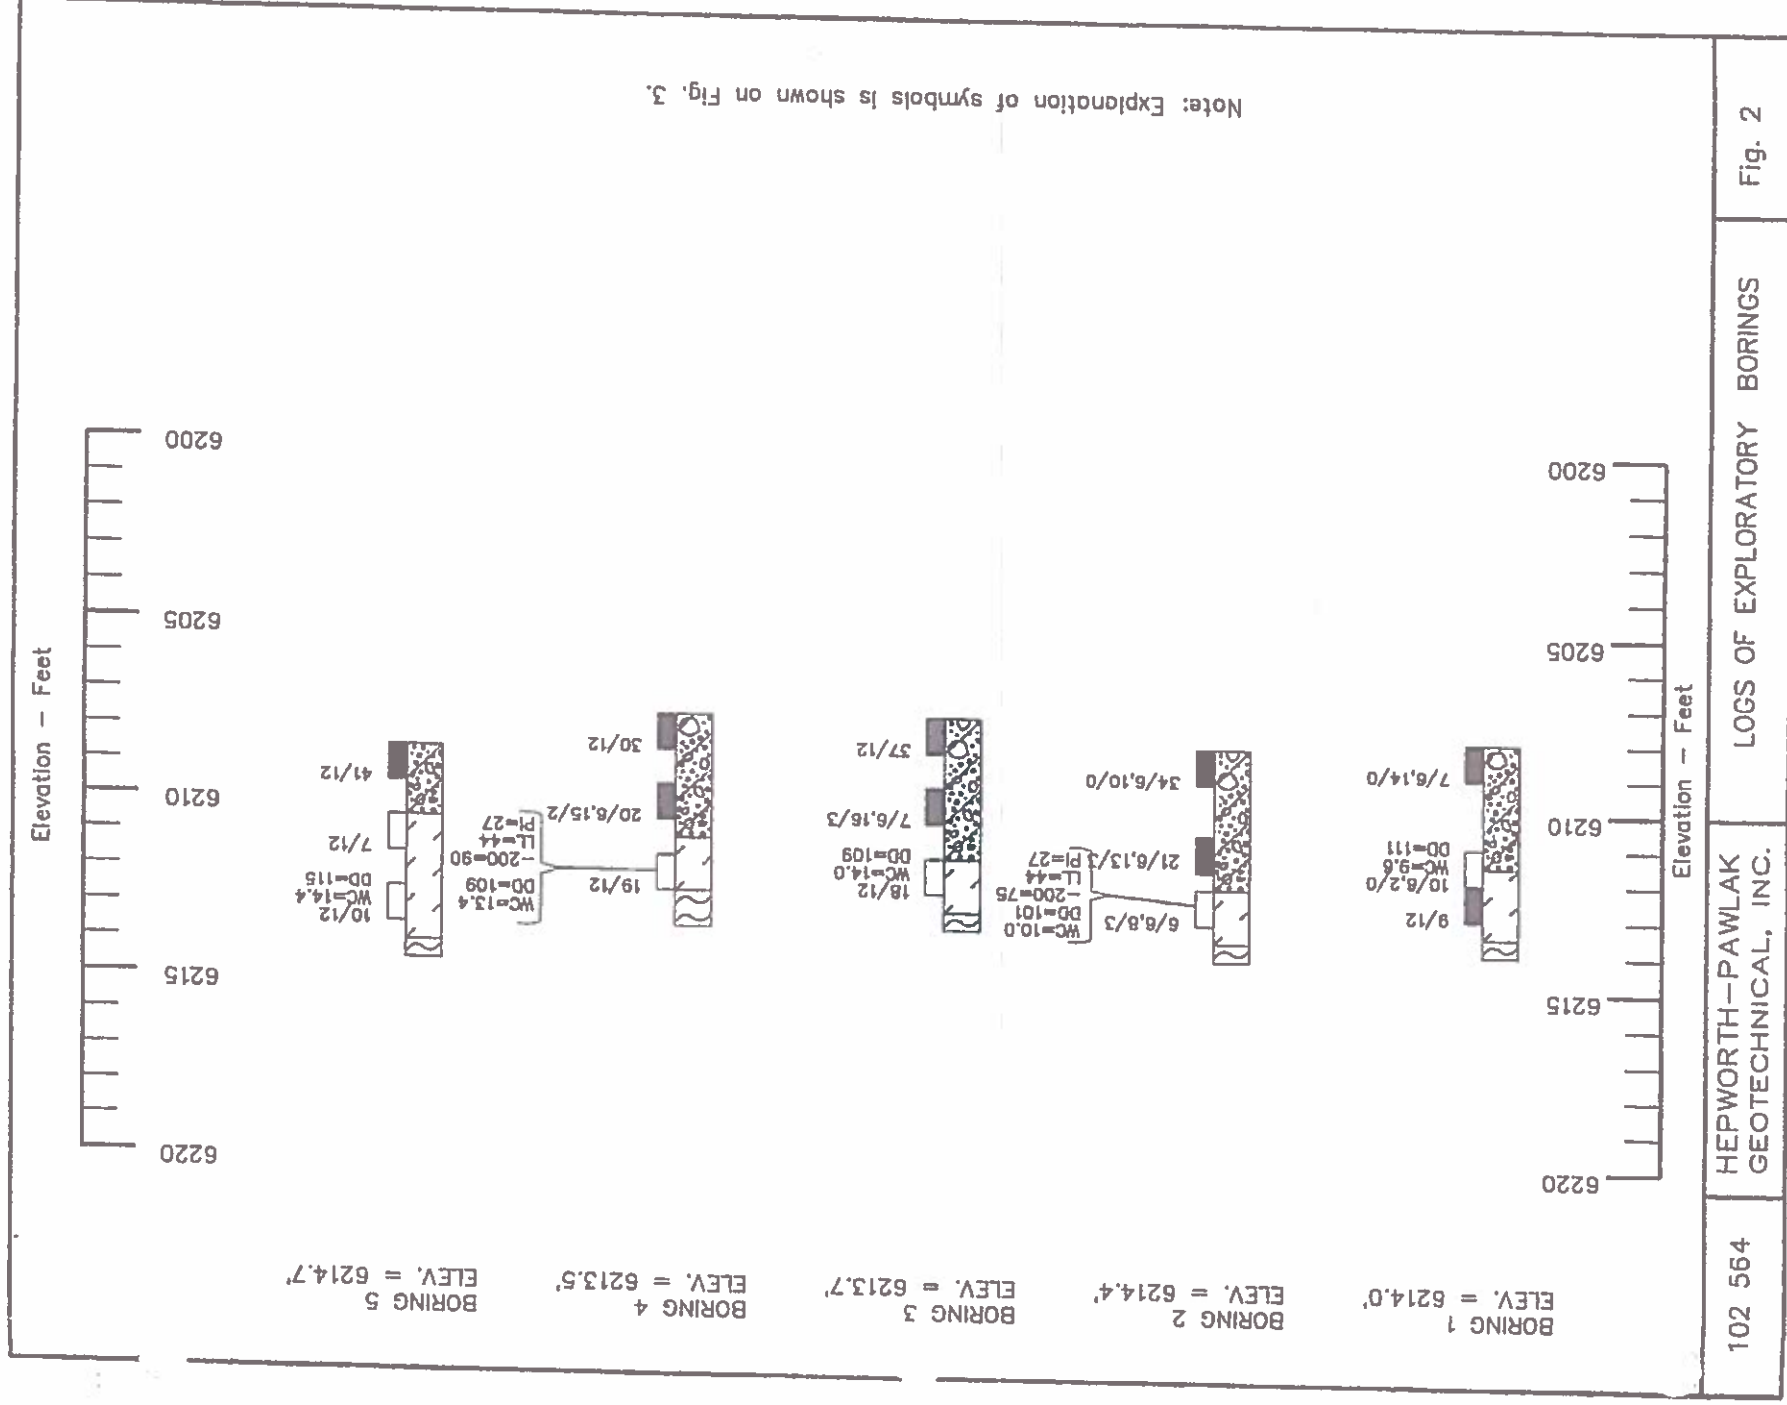 BORING 1
ELEV. = 6214.0'
BORING 2
ELEV. = 6214.4'
BORING 3
ELEV. = 6213.7'
BORING 4
ELEV. = 6213.5'
BORING 5
ELEV. = 6214.7'
6220
6215
6210
6205
6200
Elevation – Feet
9/12
10/6,2/0
WC=9.6
DD=111
7/6,14/0
6/6,8/3
WC=10.0
DD=101
-200=75
LL=44
PI=27
21/6,13/3
34/6,10/0
18/12
WC=14.0
DD=109
7/6,16/3
37/12
19/12
WC=13.4
DD=109
-200=90
LL=44
PI=27
20/6,15/2
30/12
10/12
WC=14.4
DD=115
7/12
41/12
6220
6215
6210
6205
6200
Elevation – Feet
Note: Explanation of symbols is shown on Fig. 3.
102 564
HEPWORTH–PAWLAK
GEOTECHNICAL, INC.
LOGS OF EXPLORATORY BORINGS
Fig. 2